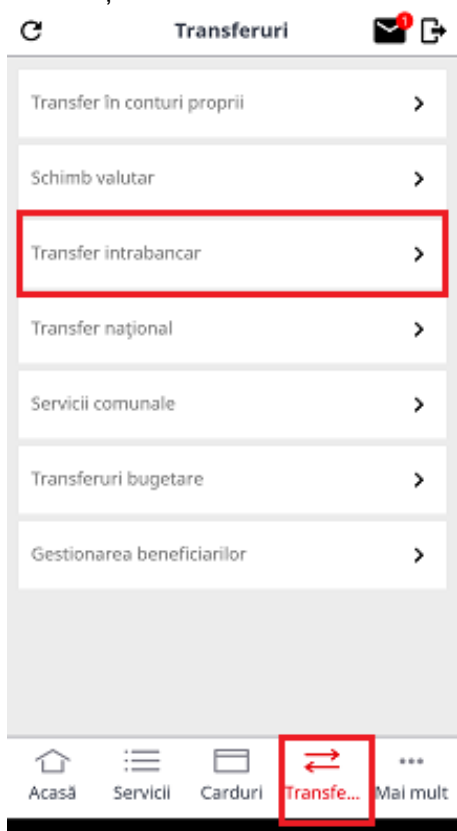 Transferuri
1
Transfer în conturi proprii
Schimb valutar
Transfer intrabancar
Transfer naţional
Servicii comunale
Transferuri bugetare
Gestionarea beneficiarilor
Acasă Servicii Carduri Transfe... Mai mult